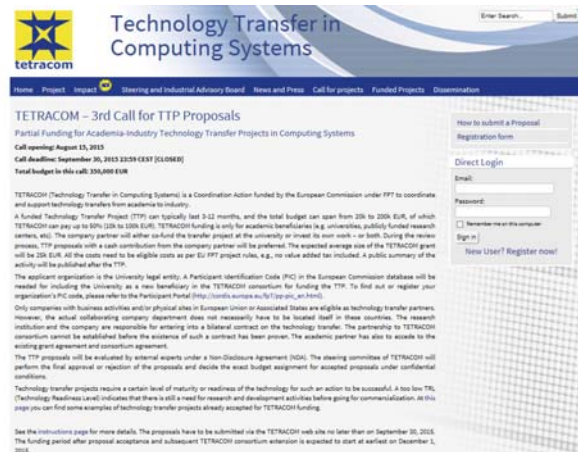 Enter Search...
Submit
Technology Transfer in
Computing Systems
tetracom
Home Project Impact Steering and Industrial Advisory Board News and Press Call for projects Funded Projects Dissemination
TETRACOM – 3rd Call for TTP Proposals
Partial Funding for Academia-Industry Technology Transfer Projects in Computing Systems
Call opening: August 15, 2015
Call deadline: September 30, 2015 23:59 CEST [CLOSED]
Total budget in this call: 350,000 EUR
TETRACOM (Technology Transfer in Computing Systems) is a Coordination Action funded by the European Commission under FP7 to coordinate
and support technology transfers from academia to industry.
A funded Technology Transfer Project (TTP) can typically last 3-12 months, and the total budget can span from 20k to 200k EUR, of which
TETRACOM can pay up to 50% (10k to 100k EUR). TETRACOM funding is only for academic beneficiaries (e.g. universities, publicly funded research
centers, etc). The company partner will either co-fund the transfer project at the university or invest its own work – or both. During the review
process, TTP proposals with a cash contribution from the company partner will be preferred. The expected average size of the TETRACOM grant
will be 25k EUR. All the costs need to be eligible costs as per EU FP7 project rules, e.g., no value added tax included. A public summary of the
activity will be published after the TTP.
The applicant organization is the University legal entity. A Participant Identification Code (PIC) in the European Commission database will be
needed for including the University as a new beneficiary in the TETRACOM consortium for funding the TTP. To find out or register your
organization's PIC code, please refer to the Participant Portal (http://cordis.europa.eu/fp7/pp-pic_en.html).
Only companies with business activities and/or physical sites in European Union or Associated States are eligible as technology transfer partners.
However, the actual collaborating company department does not necessarily have to be located itself in these countries. The research
institution and the company are responsible for entering into a bilateral contract on the technology transfer. The partnership to TETRACOM
consortium cannot be established before the existence of such a contract has been proven. The academic partner has also to accede to the
existing grant agreement and consortium agreement.
The TTP proposals will be evaluated by external experts under a Non-Disclosure Agreement (NDA). The steering committee of TETRACOM will
perform the final approval or rejection of the proposals and decide the exact budget assignment for accepted proposals under confidential
conditions.
Technology transfer projects require a certain level of maturity or readiness of the technology for such an action to be successful. A too low TRL
(Technology Readiness Level) indicates that there is still a need for research and development activities before going for commercialization. At this
page you can find some examples of technology transfer projects already accepted for TETRACOM funding.
See the instructions page for more details. The proposals have to be submitted via the TETRACOM web site no later than on September 30, 2015.
The funding period after proposal acceptance and subsequent TETRACOM consortium extension is expected to start at earliest on December 1,
2015.
How to submit a Proposal
Registration form
Direct Login
Email:
Password:
Remember me on this computer
Sign in
New User? Register now!